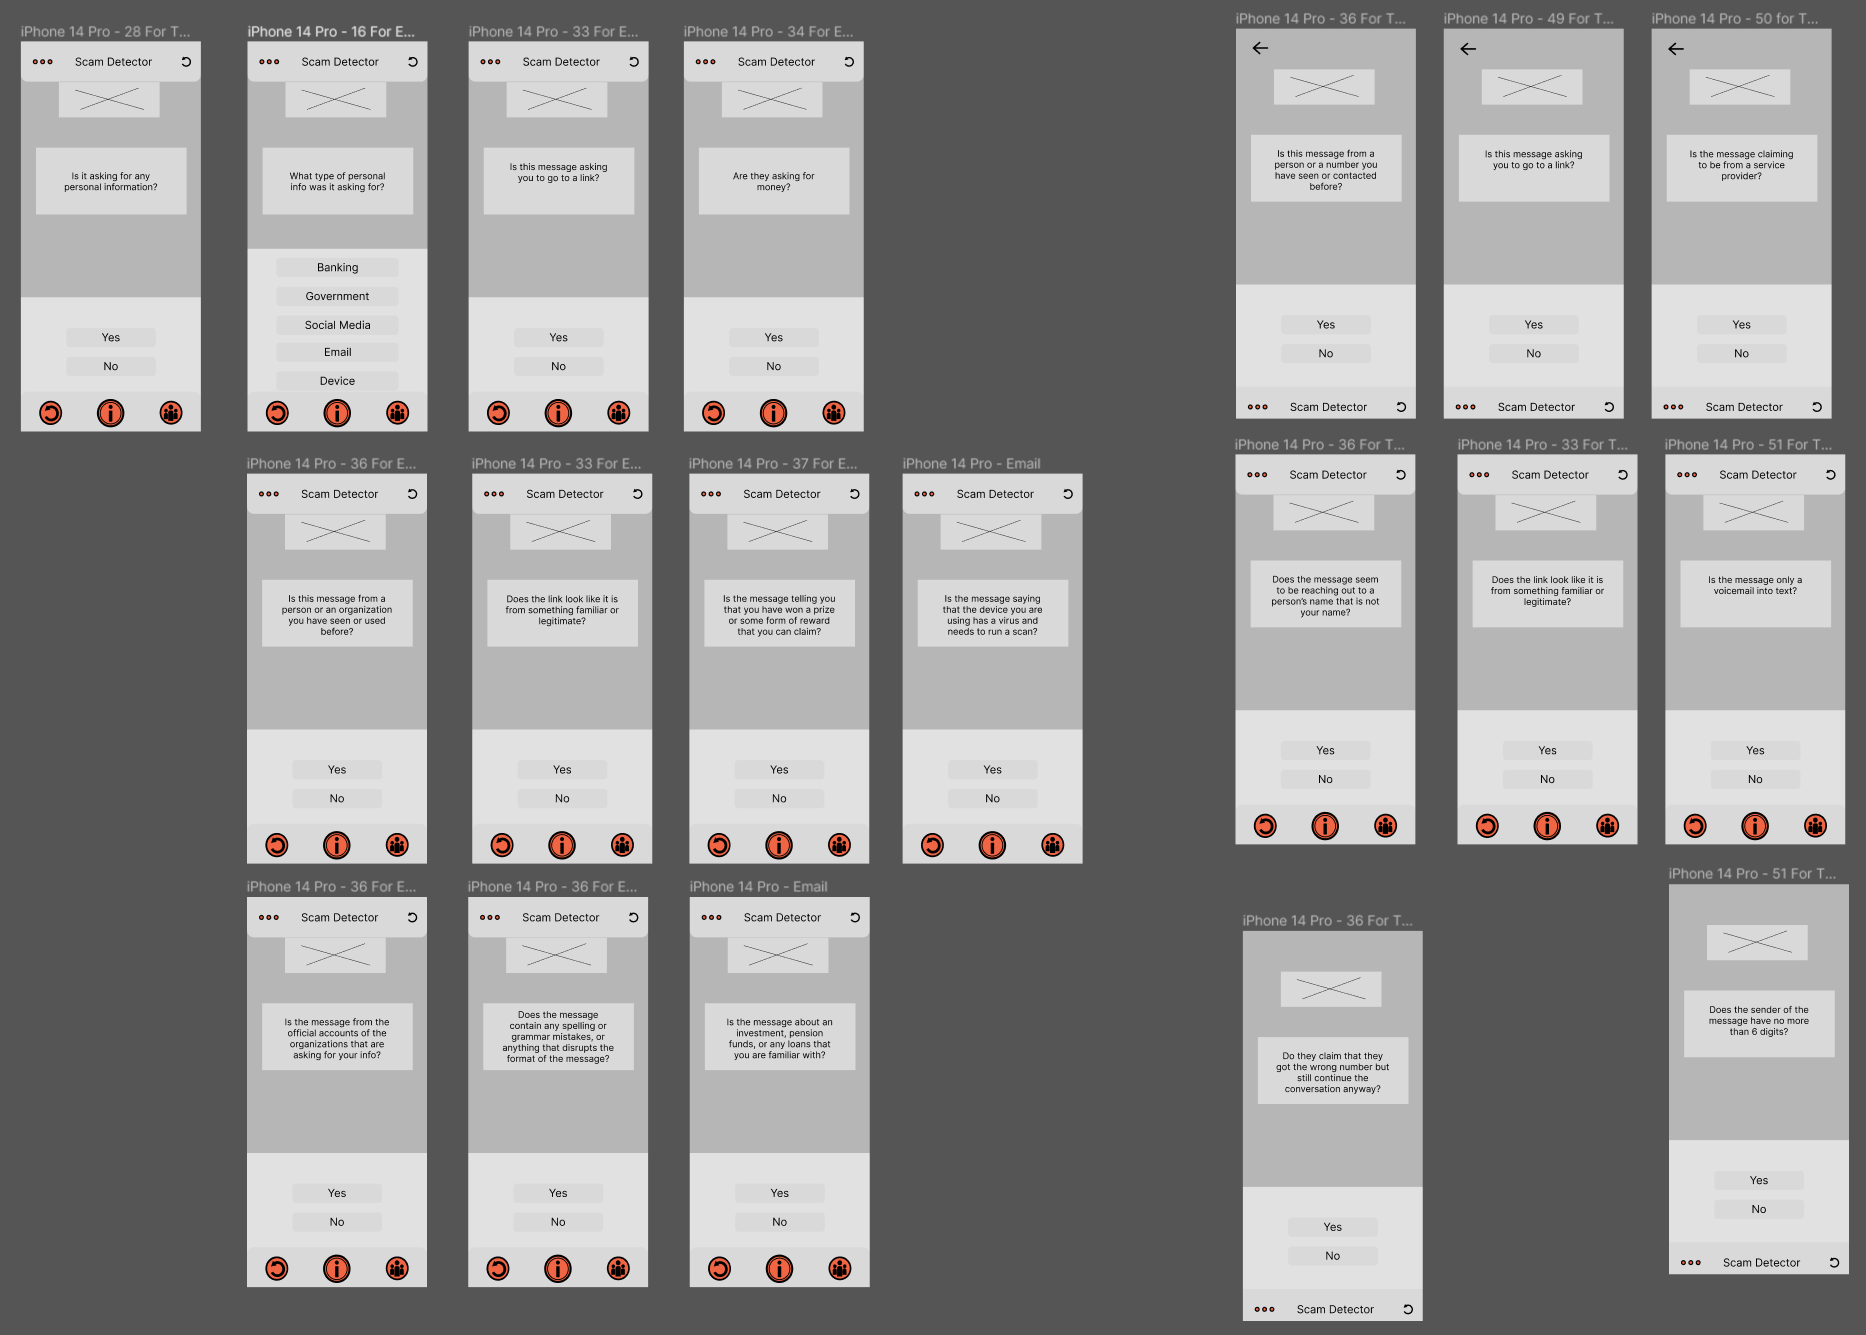 iPhone 14 Pro - 28 For T...
Scam Detector
Is it asking for any
personal information?
Yes
No
iPhone 14 Pro - 16 For E...
Scam Detector
What type of personal
info was it asking for?
Banking
Government
Social Media
Email
Device
iPhone 14 Pro - 33 For E...
Scam Detector
Is this message asking
you to go to a link?
Yes
No
iPhone 14 Pro - 34 For E...
Scam Detector
Are they asking for
money?
Yes
No
iPhone 14 Pro - 36 For T...
Is this message from a
person or a number you
have seen or contacted
before?
Yes
No
Scam Detector
iPhone 14 Pro - 49 For T...
Is this message asking
you to go to a link?
Yes
No
Scam Detector
iPhone 14 Pro - 50 for T...
Is the message claiming
to be from a service
provider?
Yes
No
Scam Detector
iPhone 14 Pro - 36 For E...
Scam Detector
Is this message from a
person or an organization
you have seen or used
before?
Yes
No
iPhone 14 Pro - 33 For E...
Scam Detector
Does the link look like it is
from something familiar or
legitimate?
Yes
No
iPhone 14 Pro - 37 For E...
Scam Detector
Is the message telling you
that you have won a prize
or some form of reward
that you can claim?
Yes
No
iPhone 14 Pro - Email
Scam Detector
Is the message saying
that the device you are
using has a virus and
needs to run a scan?
Yes
No
iPhone 14 Pro - 36 For T...
Scam Detector
Does the message seem
to be reaching out to a
person's name that is not
your name?
Yes
No
iPhone 14 Pro - 33 For T...
Scam Detector
Does the link look like it is
from something familiar or
legitimate?
Yes
No
iPhone 14 Pro - 51 For T...
Scam Detector
Is the message only a
voicemail into text?
Yes
No
iPhone 14 Pro - 36 For E...
Scam Detector
Is the message from the
official accounts of the
organizations that are
asking for your info?
Yes
No
iPhone 14 Pro - 36 For E...
Scam Detector
Does the message
contain any spelling or
grammar mistakes, or
anything that disrupts the
format of the message?
Yes
No
iPhone 14 Pro - Email
Scam Detector
Is the message about an
investment, pension
funds, or any loans that
you are familiar with?
Yes
No
iPhone 14 Pro - 36 For T...
Do they claim that they
got the wrong number but
still continue the
conversation anyway?
Yes
No
Scam Detector
iPhone 14 Pro - 51 For T...
Does the sender of the
message have no more
than 6 digits?
Yes
No
Scam Detector